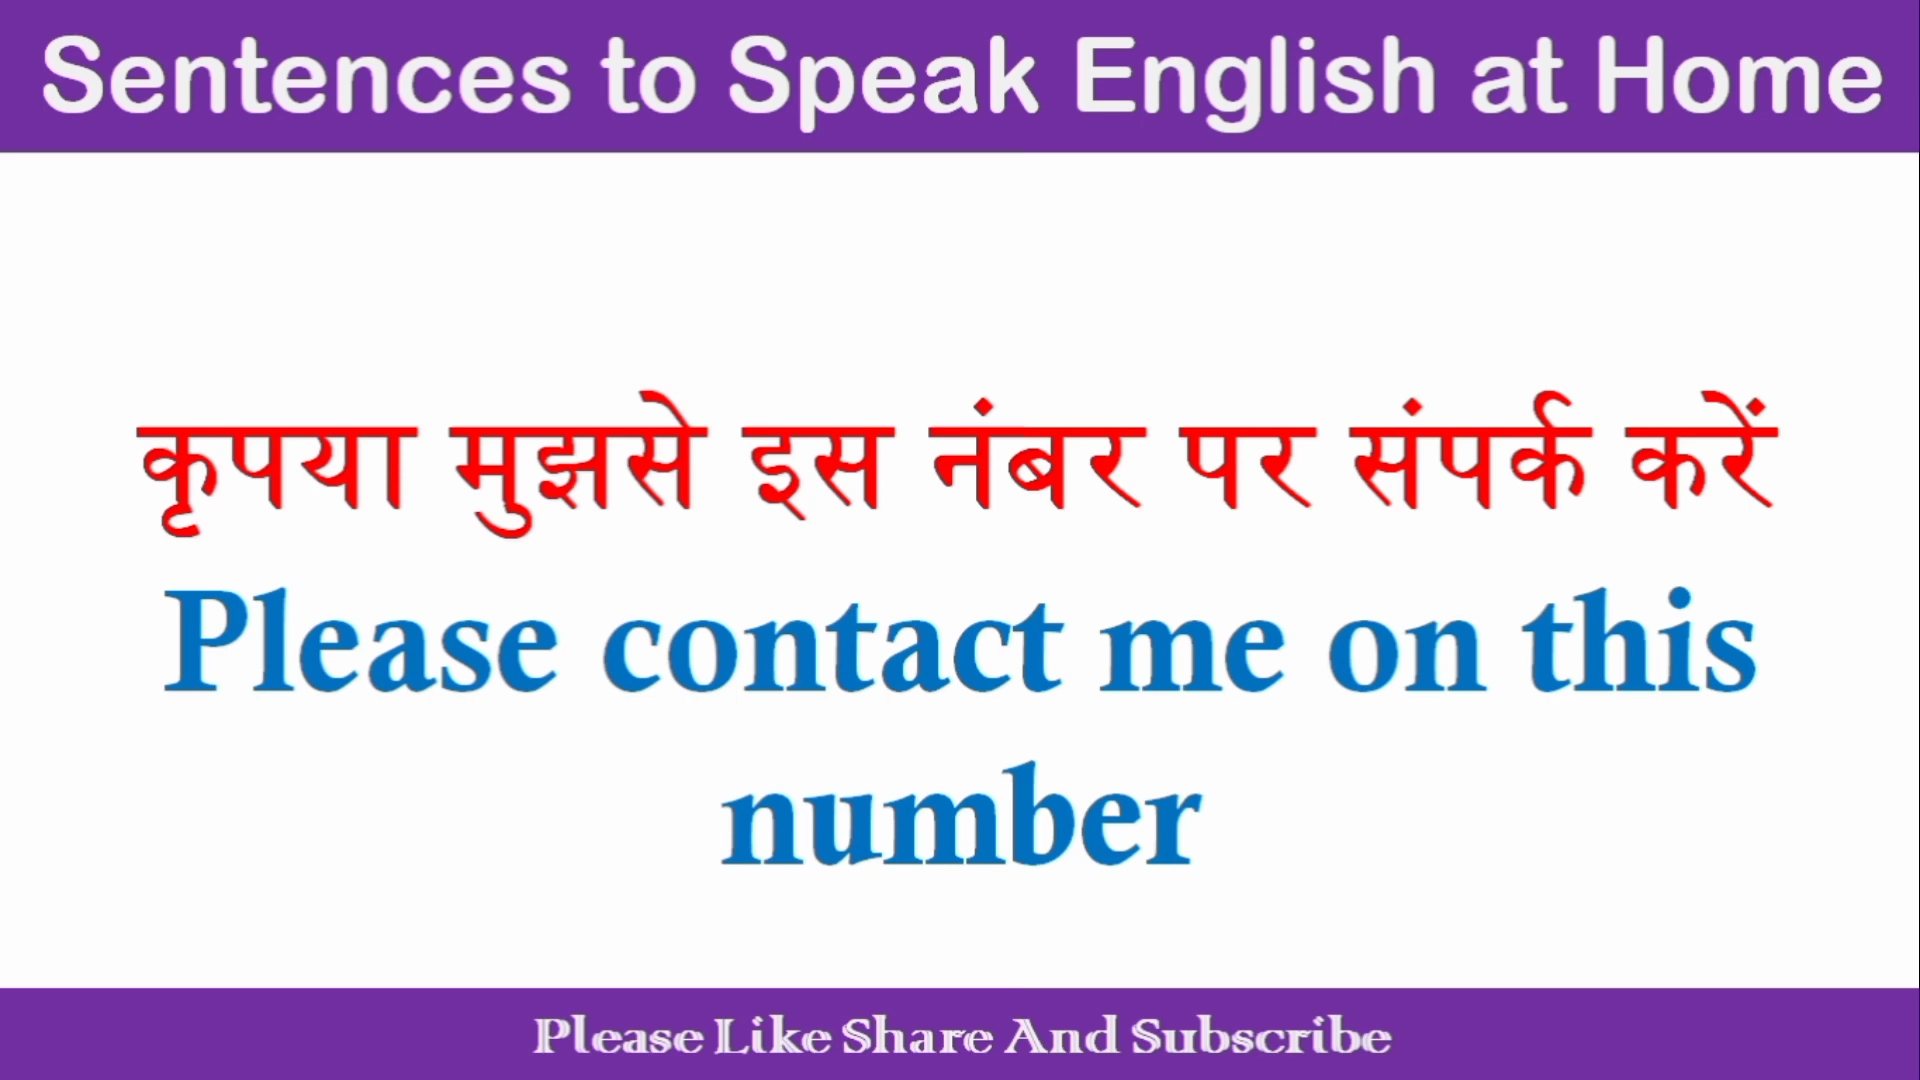 Sentences to Speak English at Home
कृपया मुझसे इस नंबर पर संपर्क करें
Please contact me on this
number
Please Like Share And Subscribe